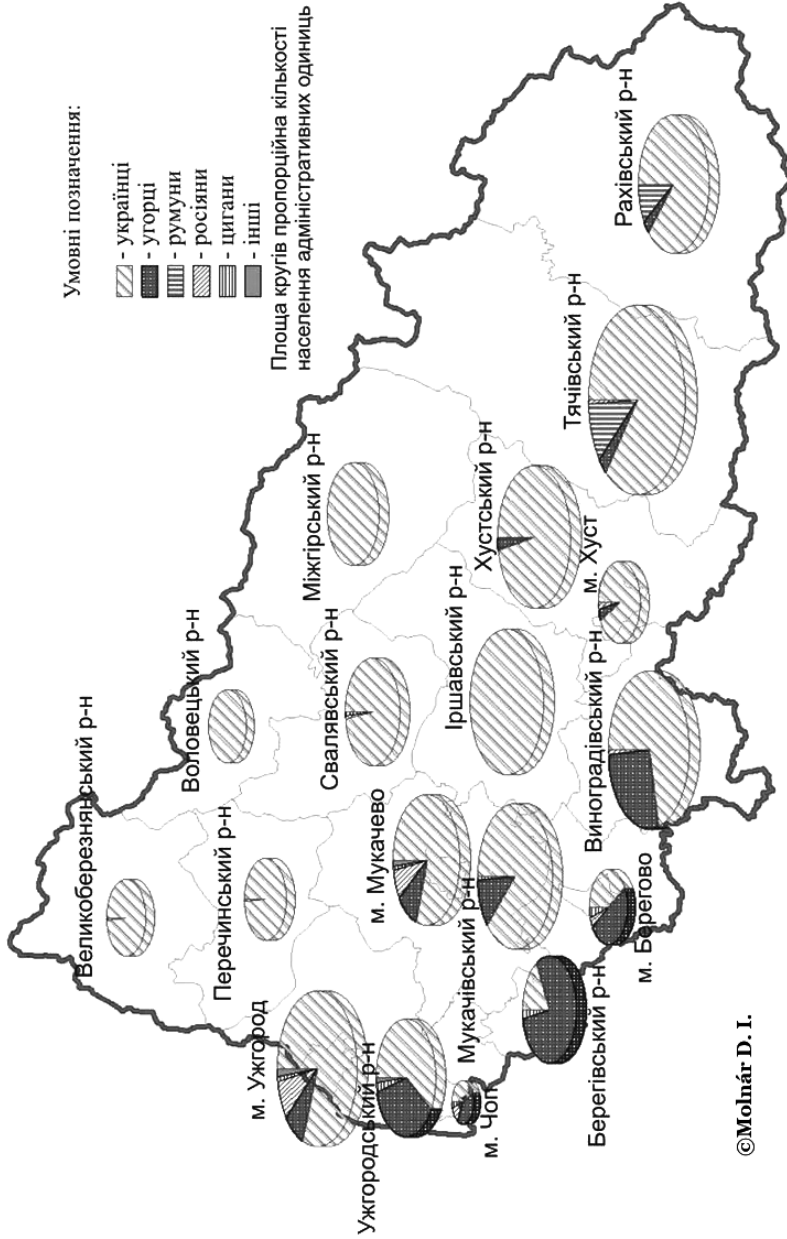 Умовні позначення:
- українці
- угорці
- румуни
- росіяни
- цигани
- інші
Площа кругів пропорційна кількості
населення адміністративних одиниць
Великоберезнянський р-н
Перечинський р-н
Воловецький р-н
м. Ужгород
Ужгородський р-н
м. Чоп
м. Мукачево
Мукачівський р-н
Свалявський р-н
Міжгірський р-н
Іршавський р-н
Берегівський р-н
м. Берегово
Виноградівський р-н
Хустський р-н
м. Хуст
Тячівський р-н
Рахівський р-н
©Molnár D. I.